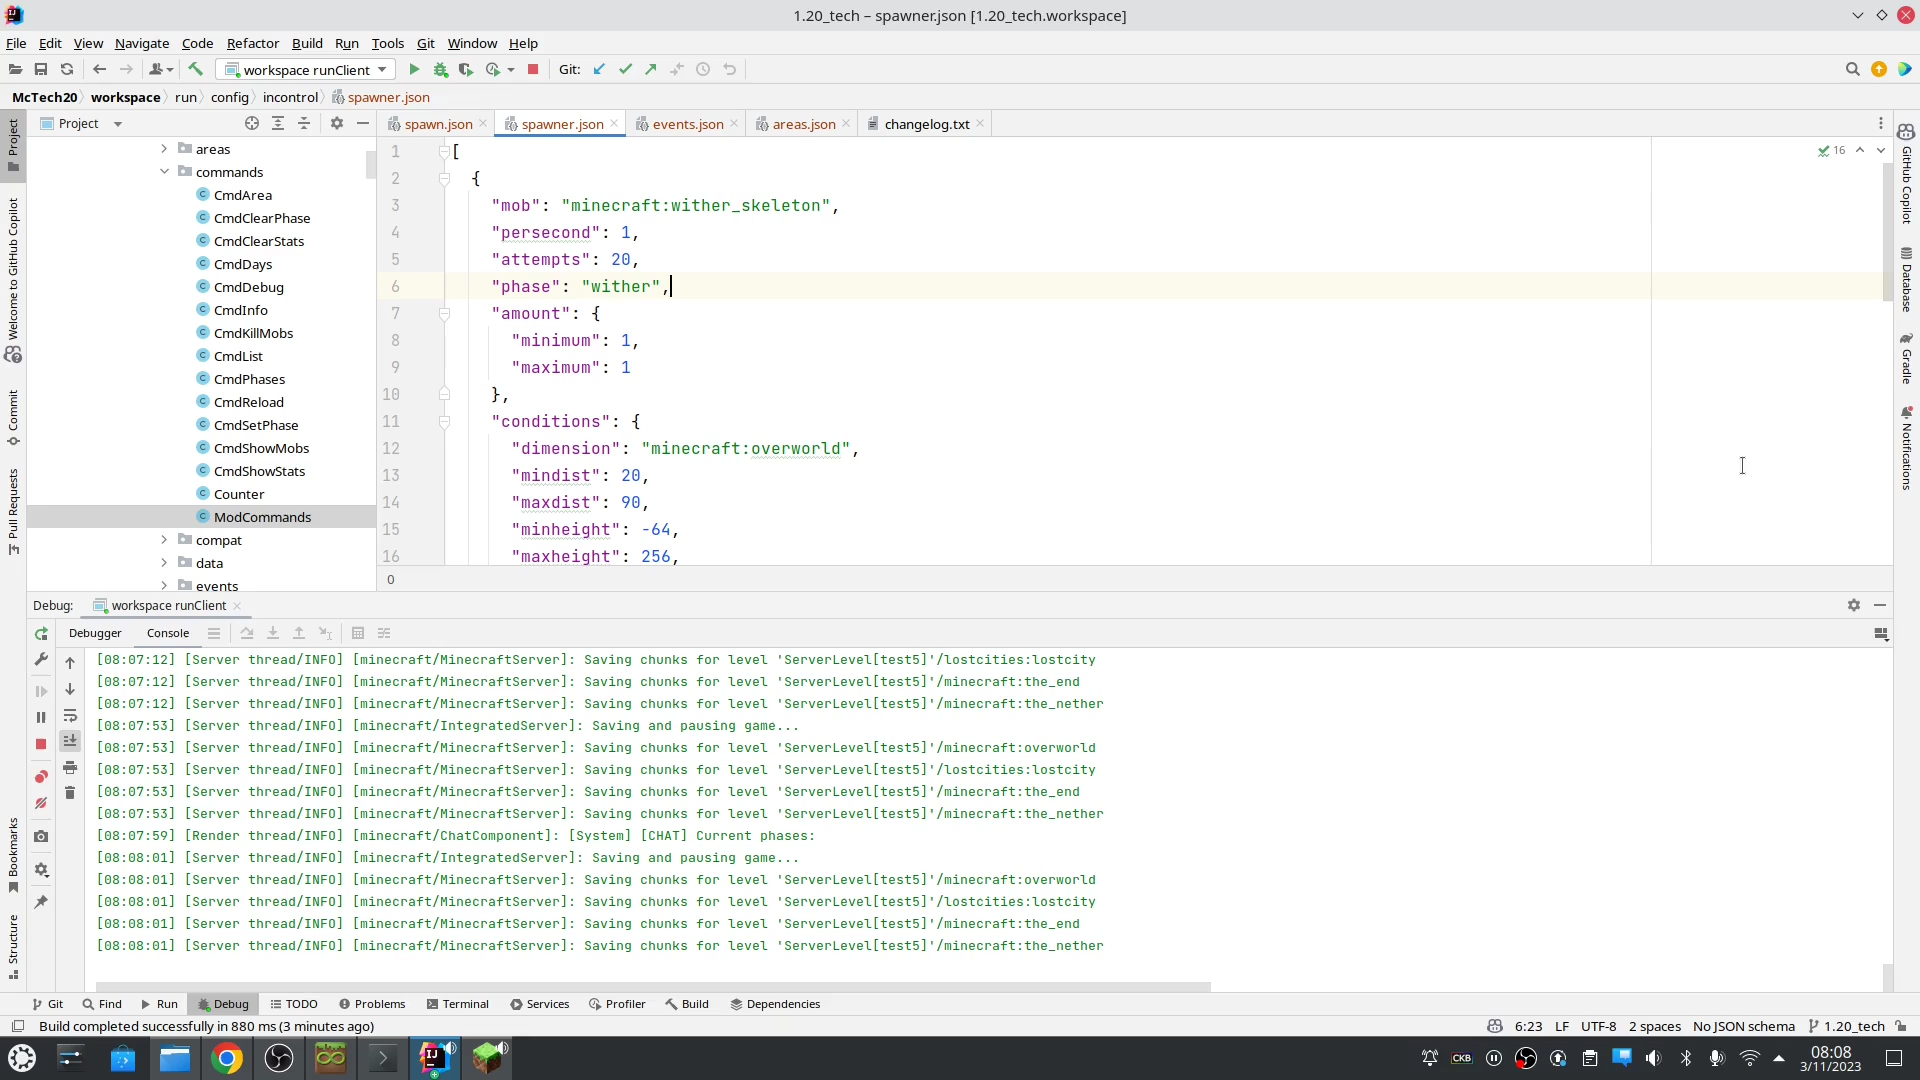 1.20_tech – spawner.json [1.20_tech.workspace]
File Edit View Navigate Code Refactor Build Run Tools Git Window Help
workspace runClient Git:
McTech20 workspace run config incontrol spawner.json
Project spawn.json spawner.json events.json areas.json changelog.txt
areas
commands
CmdArea
CmdClearPhase
CmdClearStats
CmdDays
CmdDebug
CmdInfo
CmdKillMobs
CmdList
CmdPhases
CmdReload
CmdSetPhase
CmdShowMobs
CmdShowStats
Counter
ModCommands
compat
data
events
1 [
2 {
3 "mob": "minecraft:wither_skeleton",
4 "persecond": 1,
5 "attempts": 20,
6 "phase": "wither",
7 "amount": {
8 "minimum": 1,
9 "maximum": 1
10 },
11 "conditions": {
12 "dimension": "minecraft:overworld",
13 "mindist": 20,
14 "maxdist": 90,
15 "minheight": -64,
16 "maxheight": 256,
16
0
Project
Welcome to GitHub Copilot
Commit
Pull Requests
Bookmarks
Structure
GitHub Copilot
Database
Gradle
Notifications
Debug: workspace runClient
Debugger Console
[08:07:12] [Server thread/INFO] [minecraft/MinecraftServer]: Saving chunks for level 'ServerLevel[test5]'/lostcities:lostcity
[08:07:12] [Server thread/INFO] [minecraft/MinecraftServer]: Saving chunks for level 'ServerLevel[test5]'/minecraft:the_end
[08:07:12] [Server thread/INFO] [minecraft/MinecraftServer]: Saving chunks for level 'ServerLevel[test5]'/minecraft:the_nether
[08:07:53] [Server thread/INFO] [minecraft/IntegratedServer]: Saving and pausing game...
[08:07:53] [Server thread/INFO] [minecraft/MinecraftServer]: Saving chunks for level 'ServerLevel[test5]'/minecraft:overworld
[08:07:53] [Server thread/INFO] [minecraft/MinecraftServer]: Saving chunks for level 'ServerLevel[test5]'/lostcities:lostcity
[08:07:53] [Server thread/INFO] [minecraft/MinecraftServer]: Saving chunks for level 'ServerLevel[test5]'/minecraft:the_end
[08:07:53] [Server thread/INFO] [minecraft/MinecraftServer]: Saving chunks for level 'ServerLevel[test5]'/minecraft:the_nether
[08:07:59] [Render thread/INFO] [minecraft/ChatComponent]: [System] [CHAT] Current phases:
[08:08:01] [Server thread/INFO] [minecraft/IntegratedServer]: Saving and pausing game...
[08:08:01] [Server thread/INFO] [minecraft/MinecraftServer]: Saving chunks for level 'ServerLevel[test5]'/minecraft:overworld
[08:08:01] [Server thread/INFO] [minecraft/MinecraftServer]: Saving chunks for level 'ServerLevel[test5]'/lostcities:lostcity
[08:08:01] [Server thread/INFO] [minecraft/MinecraftServer]: Saving chunks for level 'ServerLevel[test5]'/minecraft:the_end
[08:08:01] [Server thread/INFO] [minecraft/MinecraftServer]: Saving chunks for level 'ServerLevel[test5]'/minecraft:the_nether
Git Find Run Debug TODO Problems Terminal Services Profiler Build Dependencies
Build completed successfully in 880 ms (3 minutes ago) 6:23 LF UTF-8 2 spaces No JSON schema 1.20_tech
IJ CKB 08:08
3/11/2023